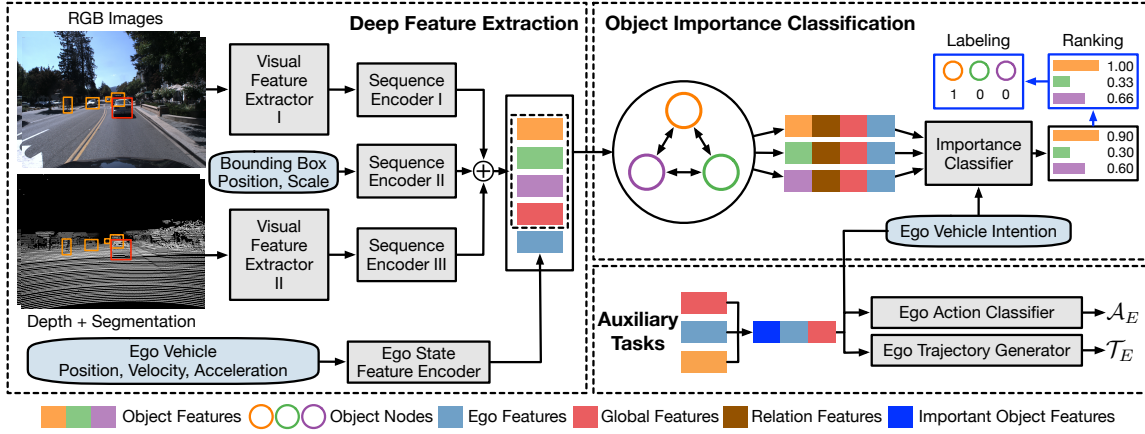 RGB Images
Deep Feature Extraction
Visual
Feature
Extractor
I
Sequence
Encoder I
Bounding Box
Position, Scale
Sequence
Encoder II
Visual
Feature
Extractor
II
Sequence
Encoder III
Depth + Segmentation
Ego Vehicle
Position, Velocity, Acceleration
Ego State
Feature Encoder
Object Importance Classification
Labeling
1 0 0
Ranking
1.00
0.33
0.66
Importance
Classifier
0.90
0.30
0.60
Ego Vehicle Intention
Auxiliary
Tasks
Ego Action Classifier
𝒜_E
Ego Trajectory Generator
𝒯_E
Object Features
Object Nodes
Ego Features
Global Features
Relation Features
Important Object Features